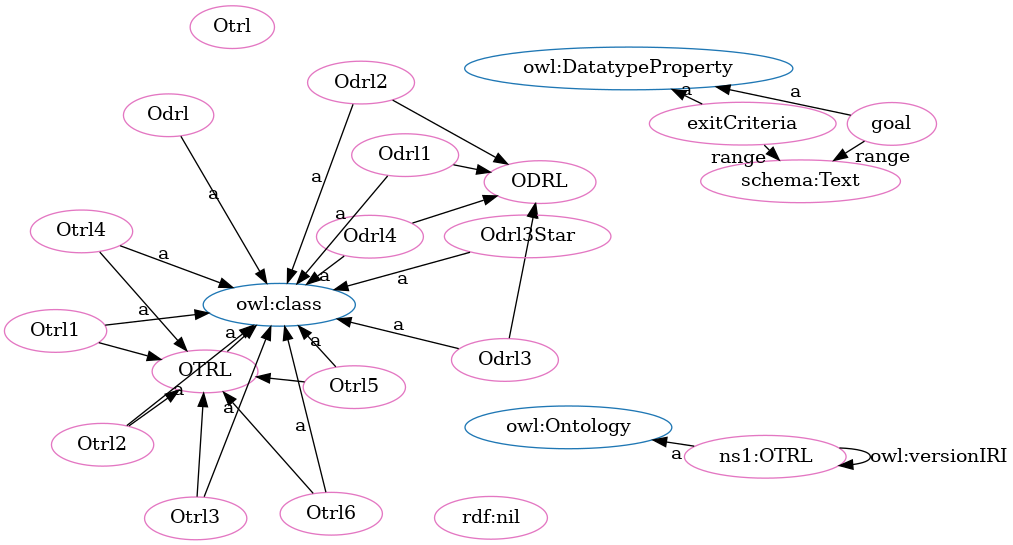 Otrl
owl:DatatypeProperty
Odrl2
a
a
Odrl
exitCriteria
goal
Odrl1
range
range
a
ODRL
schema:Text
a
a
Otrl4
Odrl4
Odrl3Star
a
a
a
owl:class
a
a
Otrl1
a
a
OTRL
Odrl3
Otrl5
a
a
owl:Ontology
a
Otrl2
a
ns1:OTRL
owl:versionIRI
Otrl3
Otrl6
rdf:nil